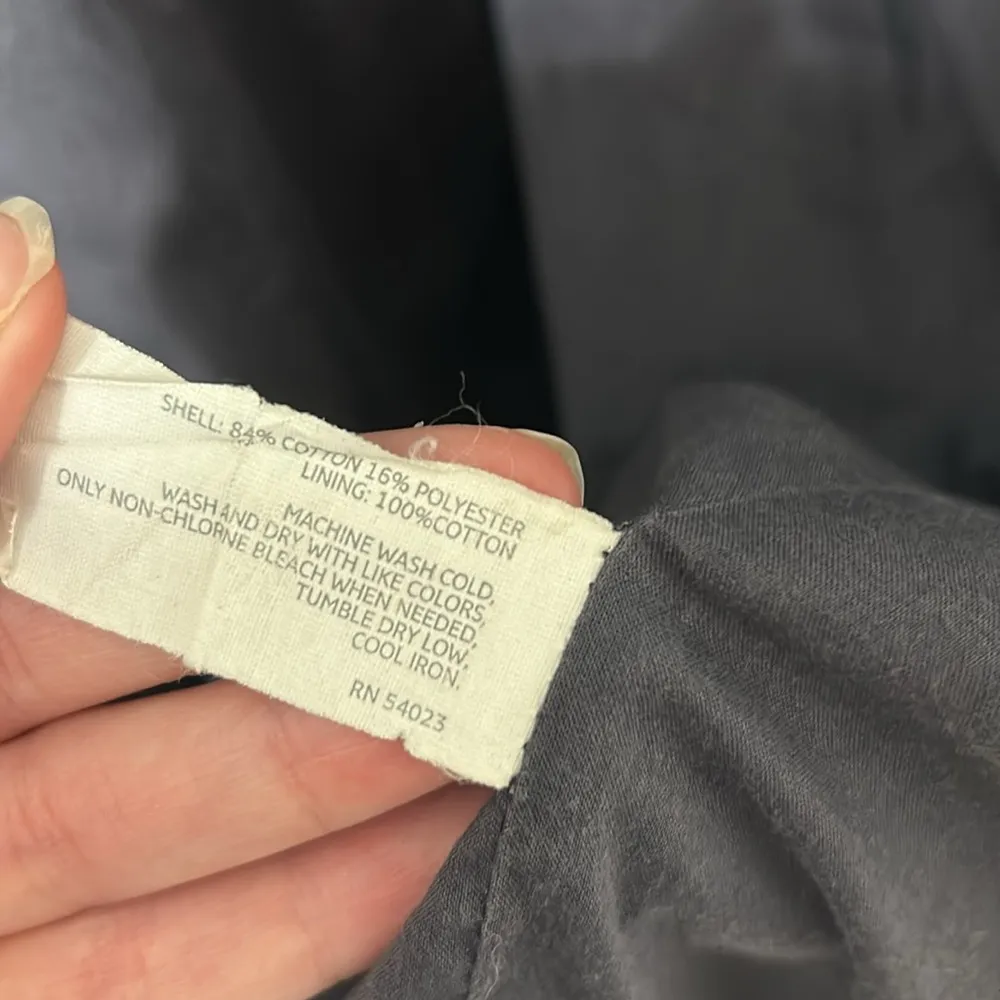 SHELL: 84% COTTON 16% POLYESTER
LINING: 100%COTTON
MACHINE WASH COLD,
WASH AND DRY WITH LIKE COLORS,
ONLY NON-CHLORNE BLEACH WHEN NEEDED,
TUMBLE DRY LOW,
COOL IRON.
RN 54023